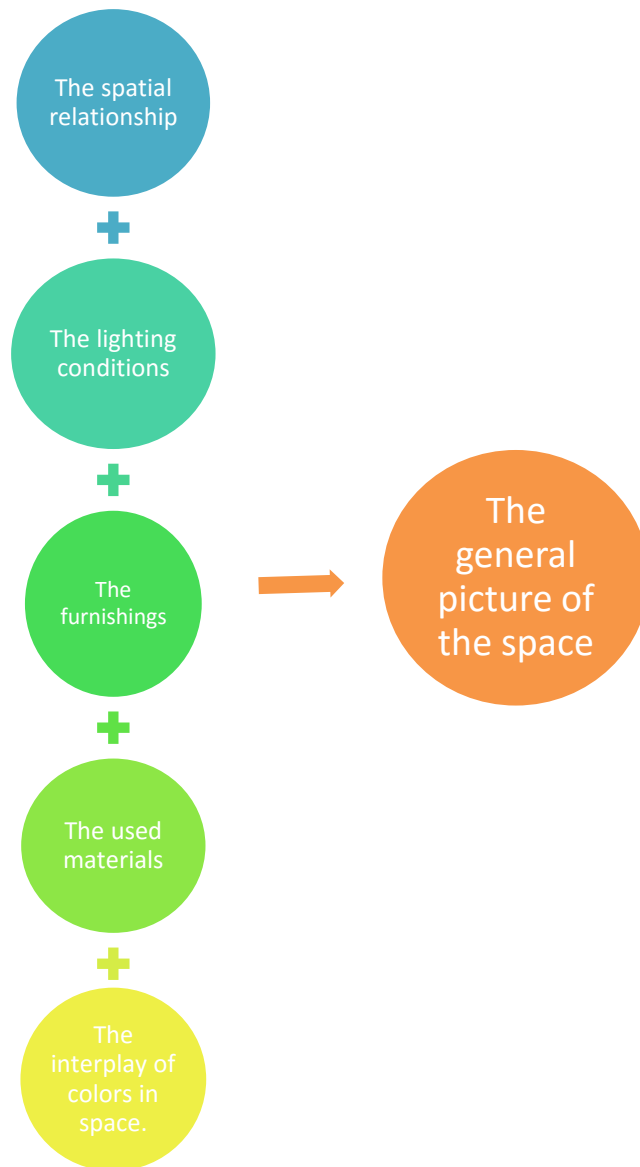 The spatial
relationship
The lighting
conditions
The
furnishings
The used
materials
The
interplay of
colors in
space.
The
general
picture of
the space